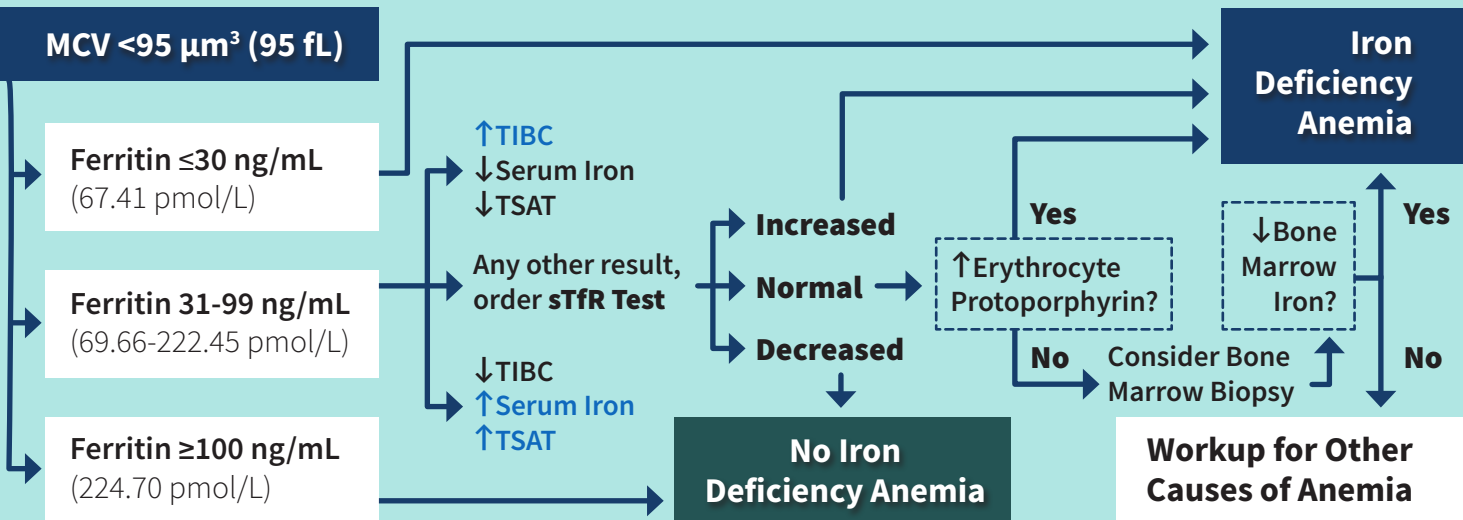 MCV <95 µm³ (95 fL)
Ferritin ≤30 ng/mL
(67.41 pmol/L)
Ferritin 31-99 ng/mL
(69.66-222.45 pmol/L)
Ferritin ≥100 ng/mL
(224.70 pmol/L)
↑TIBC
↓Serum Iron
↓TSAT
Any other result,
order sTfR Test
↓TIBC
↑Serum Iron
↑TSAT
Increased
Normal
Decreased
No Iron
Deficiency Anemia
↑Erythrocyte
Protoporphyrin?
Yes
No
Consider Bone
Marrow Biopsy
↓Bone
Marrow
Iron?
Yes
No
Iron
Deficiency
Anemia
Workup for Other
Causes of Anemia